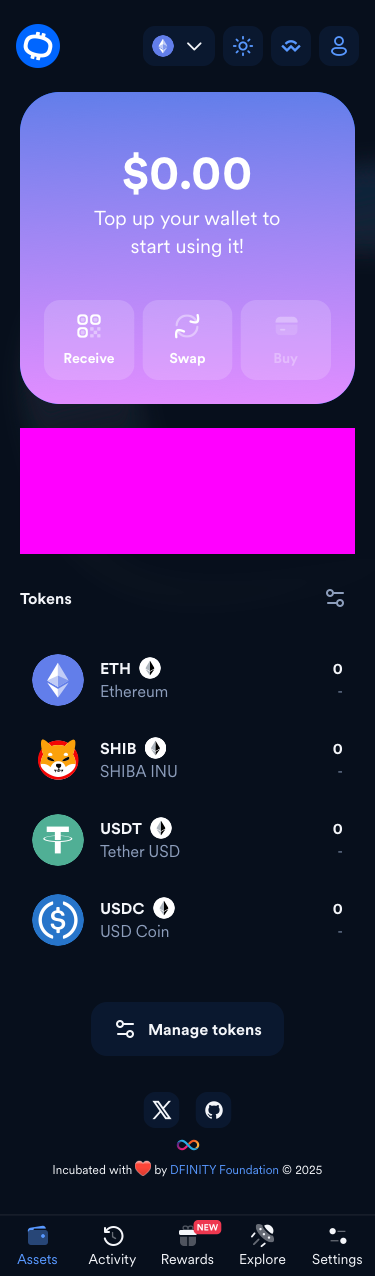 $0.00
Top up your wallet to
start using it!
Receive
Swap
Buy
Tokens
ETH
0
Ethereum
-
SHIB
0
SHIBA INU
-
USDT
0
Tether USD
-
USDC
0
USD Coin
-
Manage tokens
Incubated with ❤️ by DFINITY Foundation © 2025
NEW
Assets
Activity
Rewards
Explore
Settings